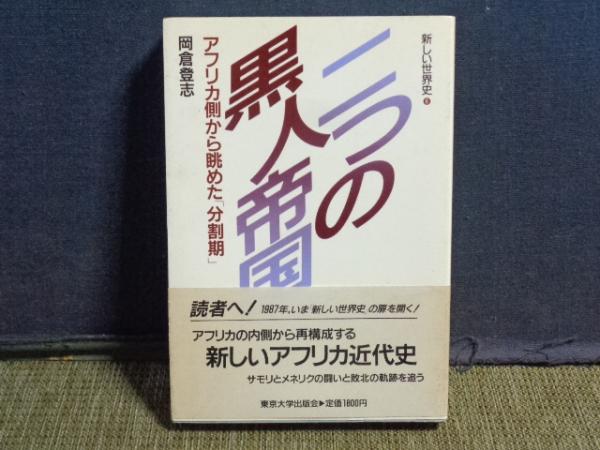 新しい世界史❻
二つの
黒人帝国
アフリカ側から眺めた「分割期」
岡倉登志
読者へ! 1987年、いま「新しい世界史」の扉を開く!
アフリカの内側から再構成する
新しいアフリカ近代史
サモリとメネリクの闘いと敗北の軌跡を追う
東京大学出版会▶定価1800円